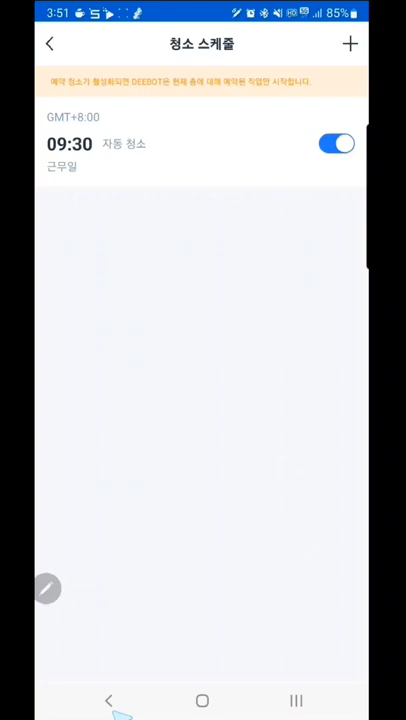 3:51 85%
청소 스케줄
예약 청소가 활성화되면 DEEBOT은 현재 층에 대해 예약된 작업만 시작합니다.
GMT+8:00
09:30 자동 청소
근무일